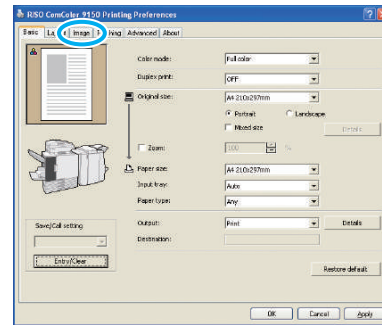 RISO ComColor 9150 Printing Preferences
Basic Image Advanced About
Color mode: Full color
Duplex print: OFF
Original size: A4 210x297mm
Portrait Landscape
Mixed size Details
Zoom: 100 %
Paper size: A4 210x297mm
Input tray: Auto
Paper type: Any
Save/Call setting
Output: Print Details
Destination:
Entry/Clear
Restore default
OK Cancel Apply